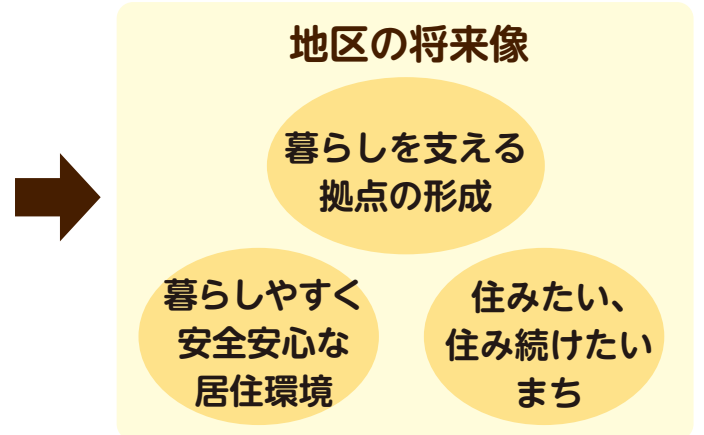 地区の将来像
暮らしを支える
拠点の形成
暮らしやすく
安全安心な
居住環境
住みたい、
住み続けたい
まち